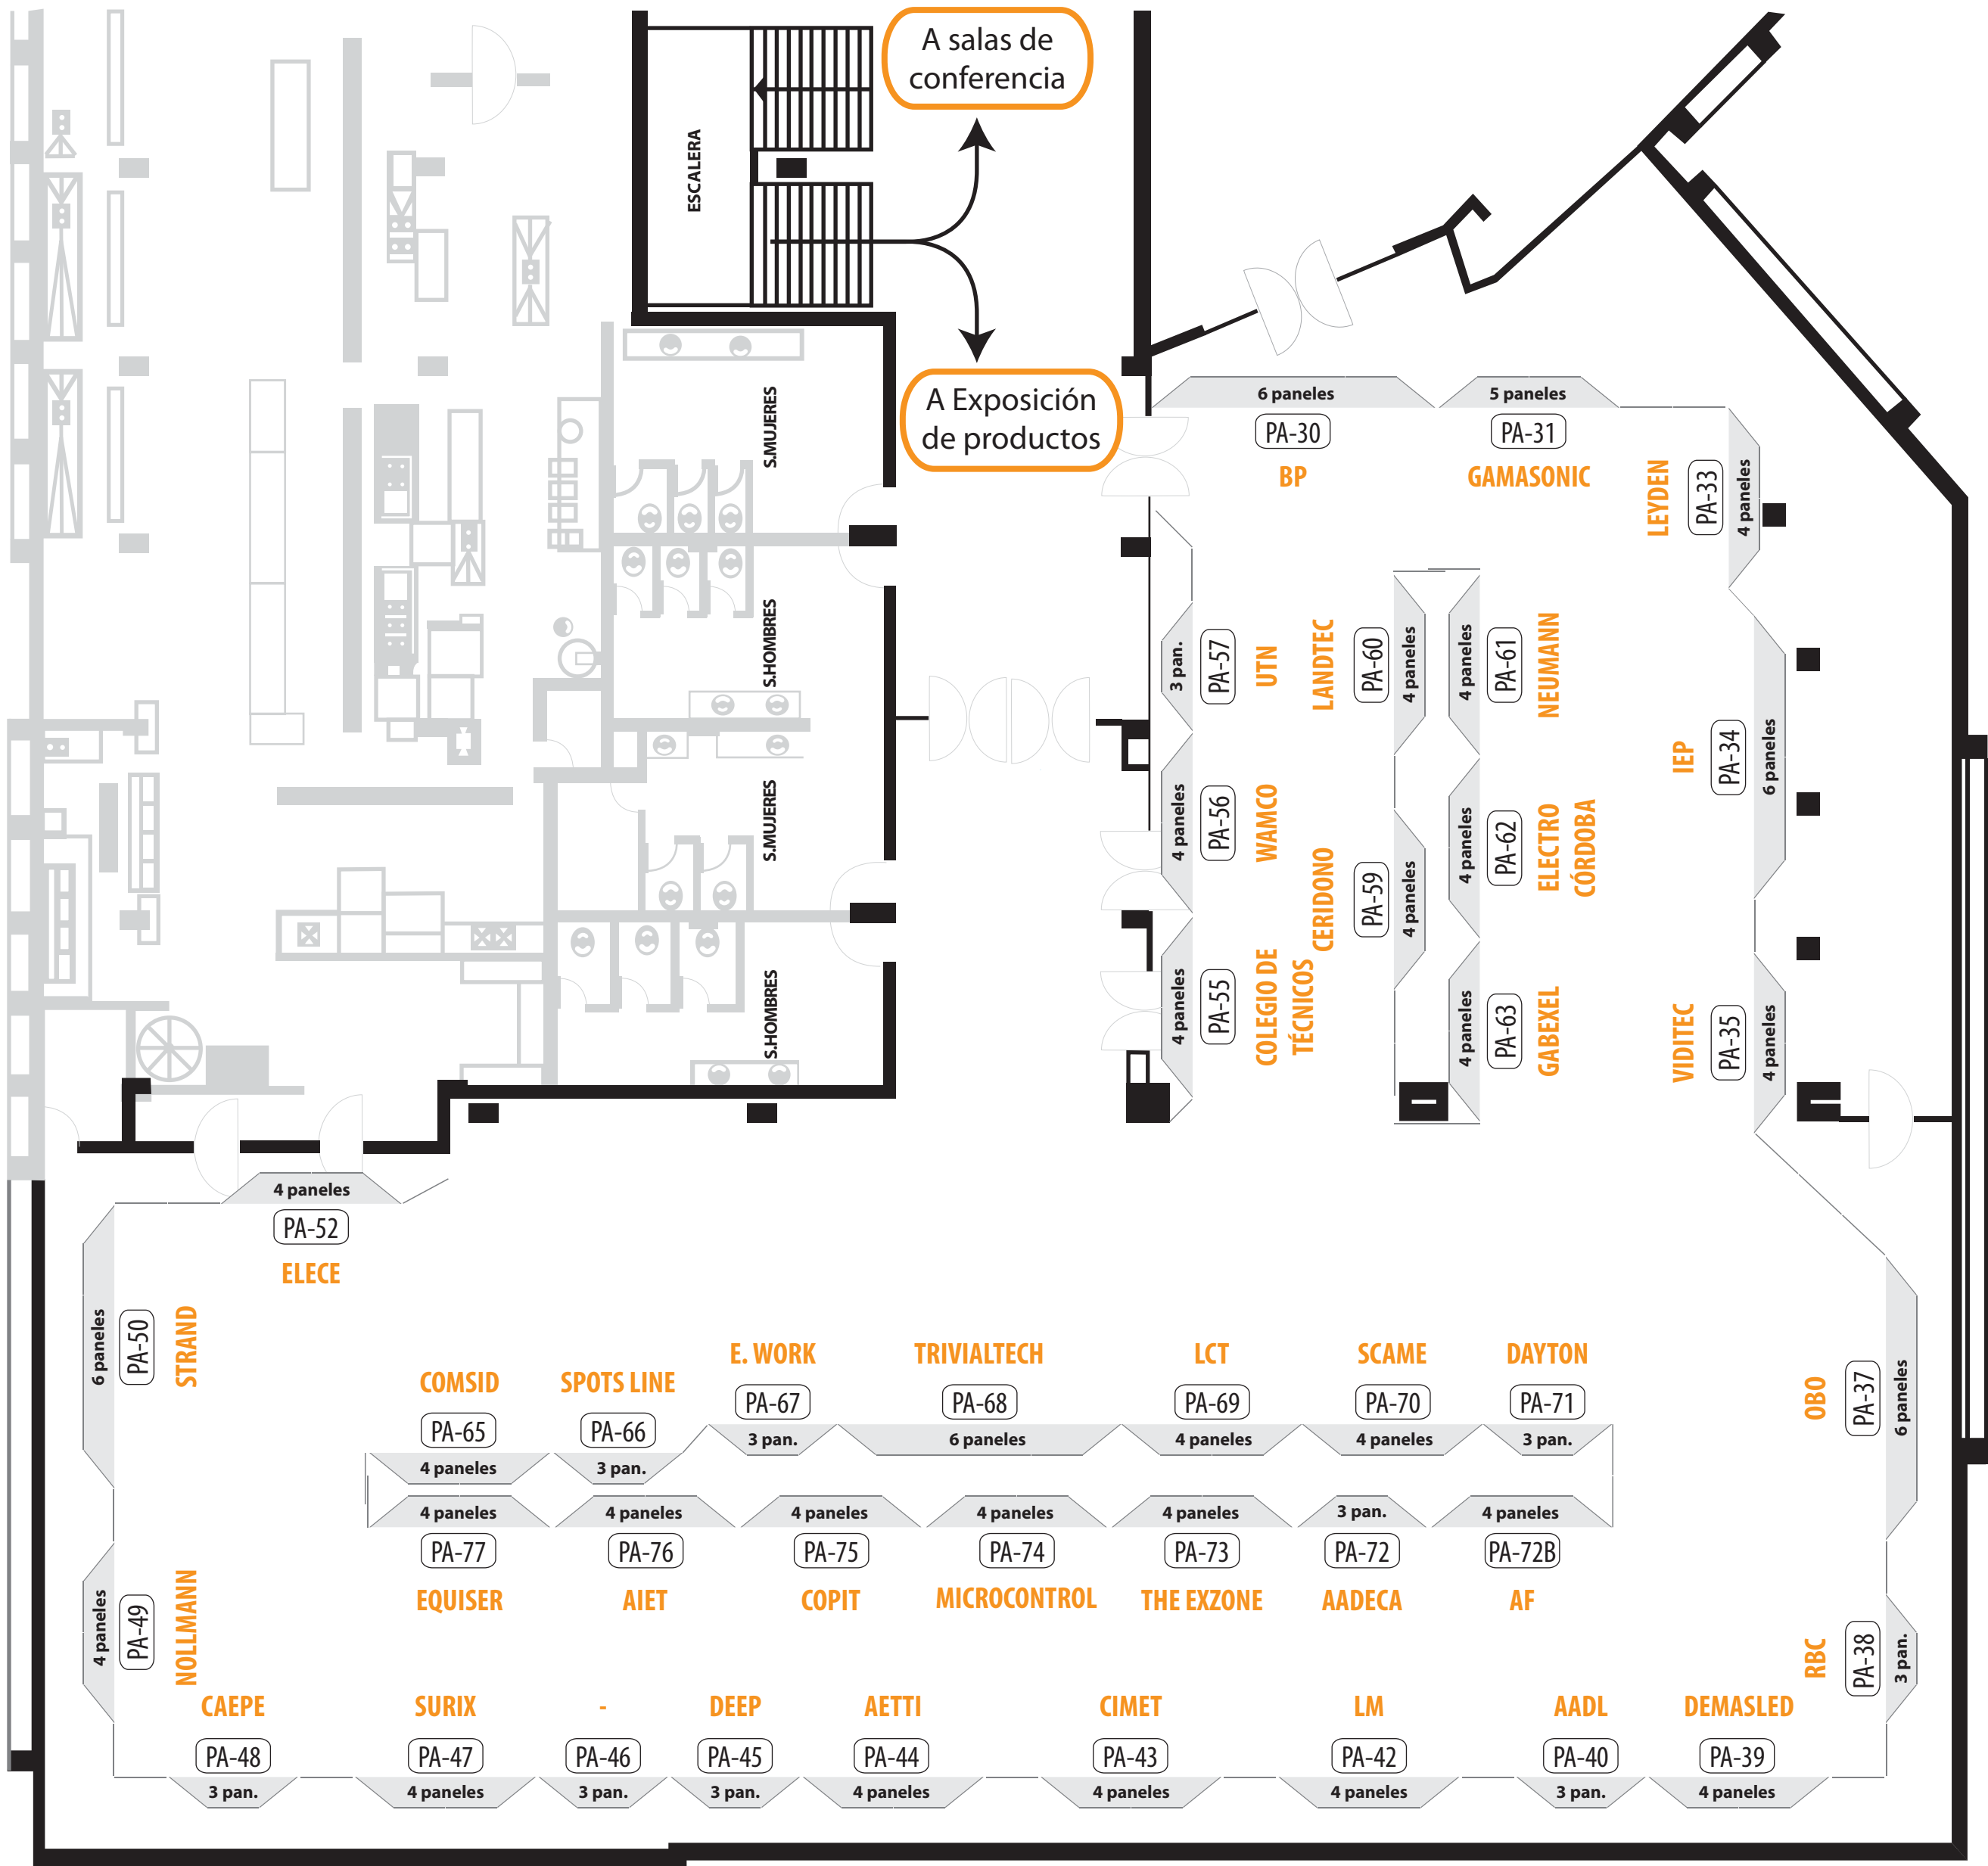 A salas de
conferencia
ESCALERA
A Exposición
de productos
S.MUJERES
S.HOMBRES
S.MUJERES
S.HOMBRES
6 paneles
PA-30
BP
5 paneles
PA-31
GAMASONIC
LEYDEN
PA-33
4 paneles
3 pan.
PA-57
UTN
LANDTEC
PA-60
4 paneles
4 paneles
PA-61
NEUMANN
IEP
PA-34
6 paneles
4 paneles
PA-56
WAMCO
CERIDONO
PA-59
4 paneles
4 paneles
PA-62
ELECTRO
CÓRDOBA
4 paneles
PA-55
COLEGIO DE
TÉCNICOS
4 paneles
PA-63
GABEXEL
VIDITEC
PA-35
4 paneles
4 paneles
PA-52
ELECE
6 paneles
PA-50
STRAND
COMSID
PA-65
4 paneles
SPOTS LINE
PA-66
3 pan.
E. WORK
PA-67
3 pan.
TRIVIALTECH
PA-68
6 paneles
LCT
PA-69
4 paneles
SCAME
PA-70
4 paneles
DAYTON
PA-71
3 pan.
OBO
PA-37
6 paneles
4 paneles
PA-77
EQUISER
4 paneles
PA-76
AIET
4 paneles
PA-75
COPIT
4 paneles
PA-74
MICROCONTROL
4 paneles
PA-73
THE EXZONE
3 pan.
PA-72
AADECA
4 paneles
PA-72B
AF
4 paneles
PA-49
NOLLMANN
RBC
PA-38
3 pan.
CAEPE
PA-48
3 pan.
SURIX
PA-47
4 paneles
-
PA-46
3 pan.
DEEP
PA-45
3 pan.
AETTI
PA-44
4 paneles
CIMET
PA-43
4 paneles
LM
PA-42
4 paneles
AADL
PA-40
3 pan.
DEMASLED
PA-39
4 paneles